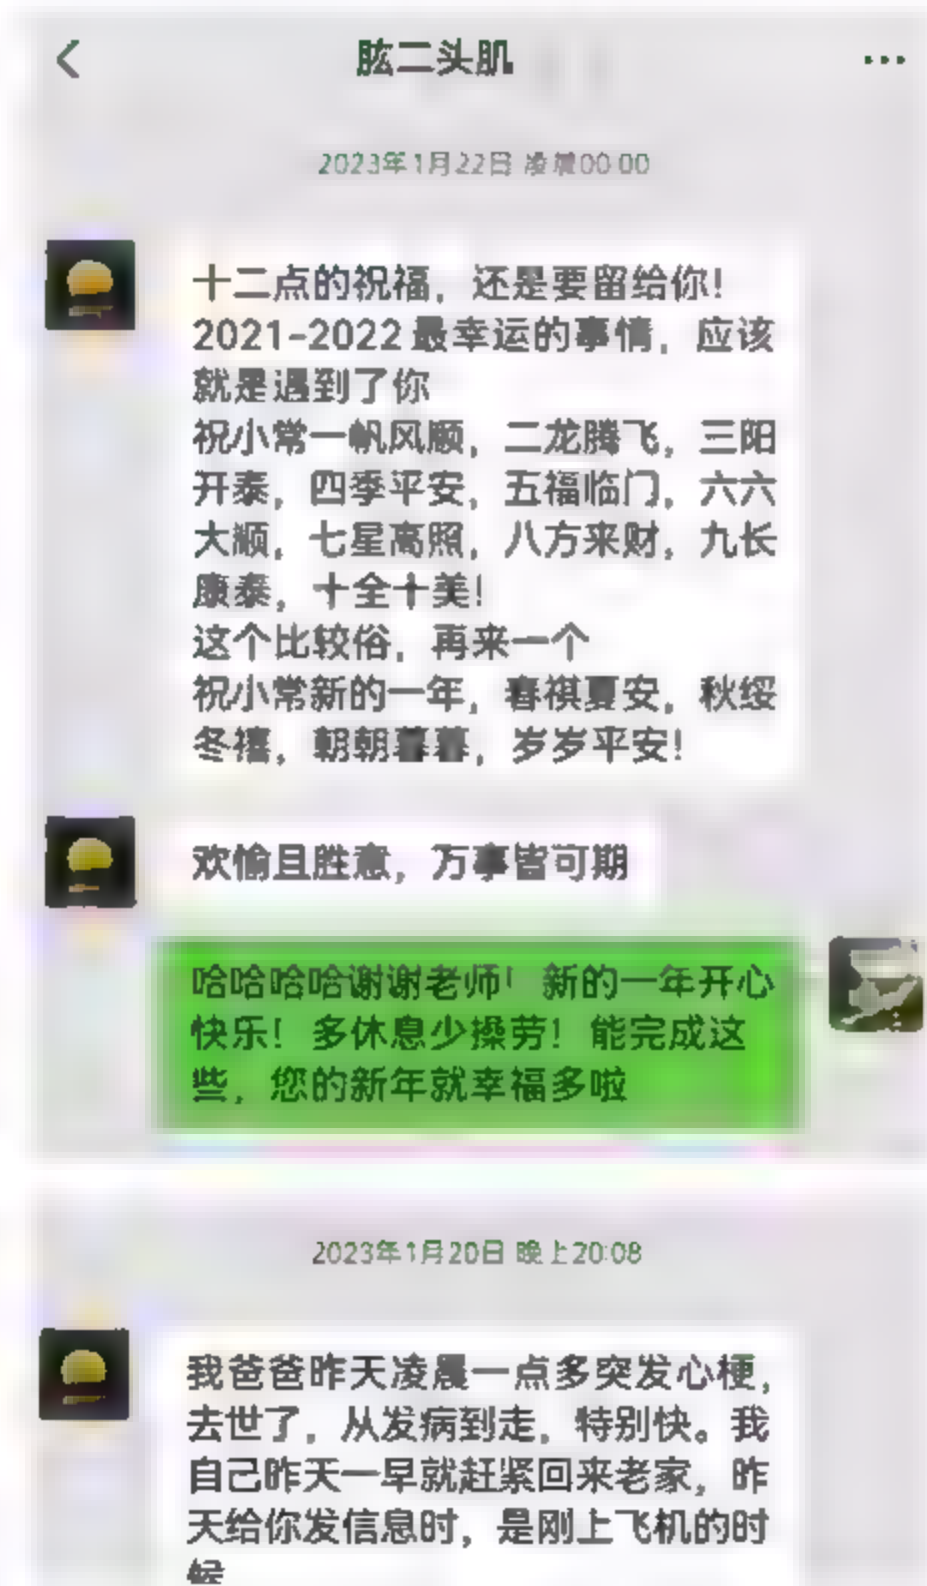 肱二头肌
2023年1月22日 凌晨00:00
十二点的祝福，还是要留给你！
2021-2022最幸运的事情，应该
就是遇到了你
祝小常一帆风顺，二龙腾飞，三阳
开泰，四季平安，五福临门，六六
大顺，七星高照，八方来财，九长
康泰，十全十美！
这个比较俗，再来一个
祝小常新的一年，春祺夏安，秋绥
冬禧，朝朝暮暮，岁岁平安！
欢愉且胜意，万事皆可期
哈哈哈哈谢谢老师！新的一年开心
快乐！多休息少操劳！能完成这
些，您的新年就幸福多啦
2023年1月20日 晚上20:08
我爸爸昨天凌晨一点多突发心梗，
去世了，从发病到走，特别快。我
自己昨天一早就赶紧回来老家，昨
天给你发信息时，是刚上飞机的时
候